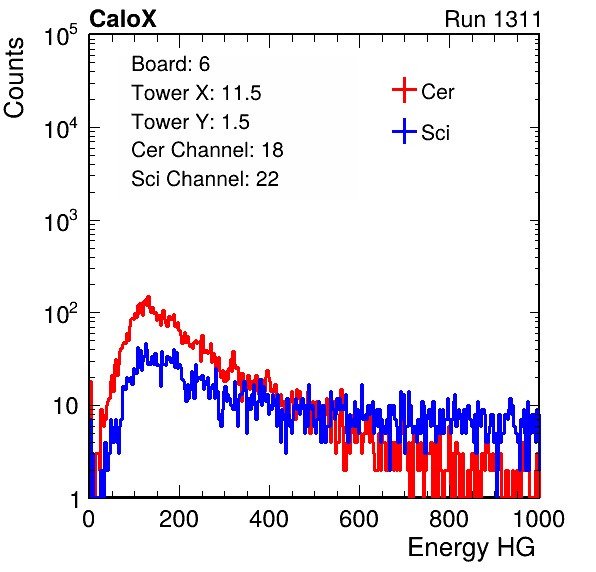 CaloX Run 1311
Counts
Board: 6
Tower X: 11.5
Tower Y: 1.5
Cer Channel: 18
Sci Channel: 22
Cer
Sci
10^5
10^4
10^3
10^2
10
1
0 200 400 600 800 1000
Energy HG